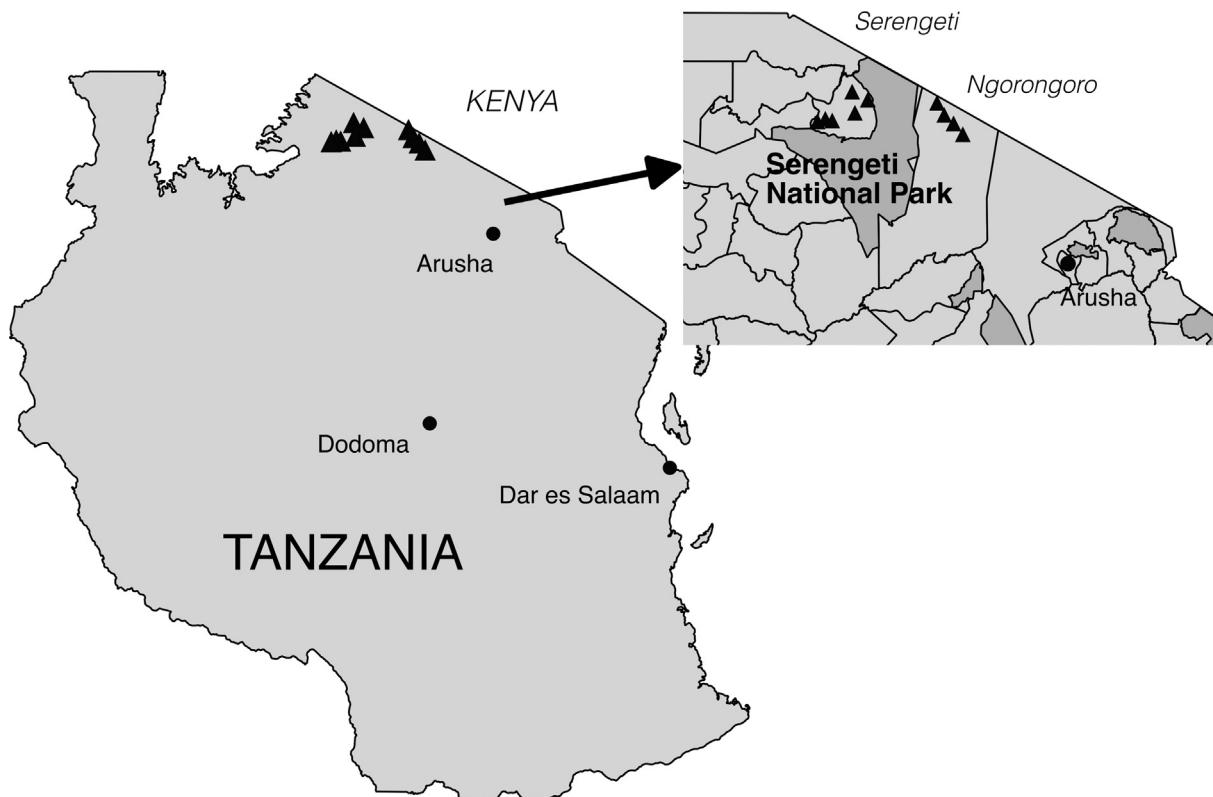 KENYA
Arusha
Dodoma
Dar es Salaam
TANZANIA
Serengeti
Ngorongoro
Serengeti
National Park
Arusha